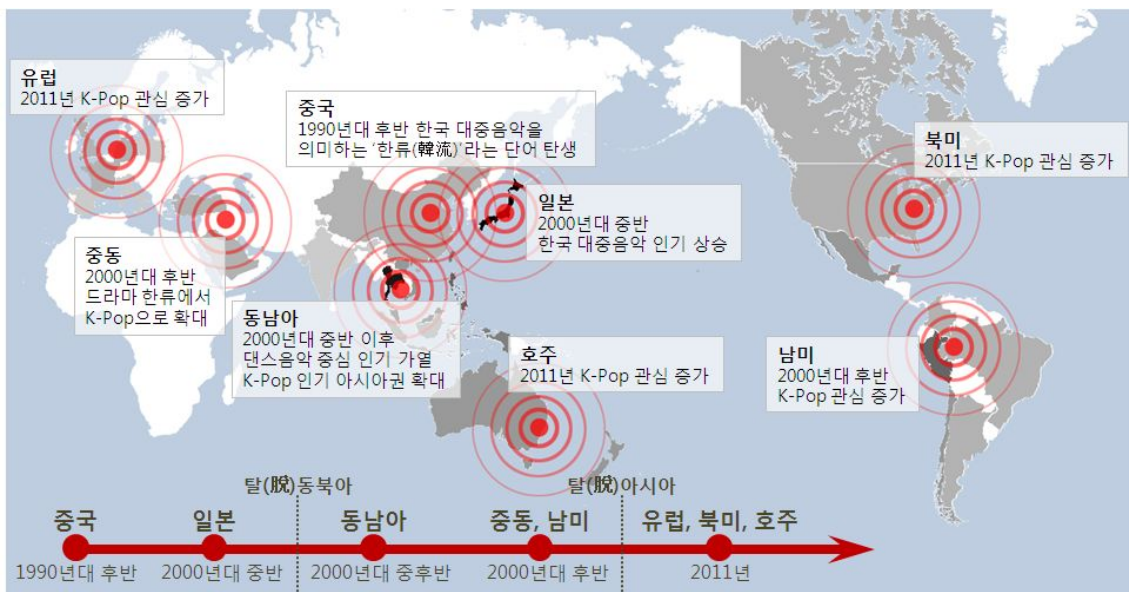 유럽
2011년 K-Pop 관심 증가
중국
1990년대 후반 한국 대중음악을
의미하는 '한류(韓流)'라는 단어 탄생
북미
2011년 K-Pop 관심 증가
일본
2000년대 중반
한국 대중음악 인기 상승
중동
2000년대 후반
드라마 한류에서
K-Pop으로 확대
동남아
2000년대 중반 이후
댄스음악 중심 인기 가열
K-Pop 인기 아시아권 확대
호주
2011년 K-Pop 관심 증가
남미
2000년대 후반
K-Pop 관심 증가
탈(脫)동북아
탈(脫)아시아
중국
일본
동남아
중동, 남미
유럽, 북미, 호주
1990년대 후반
2000년대 중반
2000년대 중후반
2000년대 후반
2011년